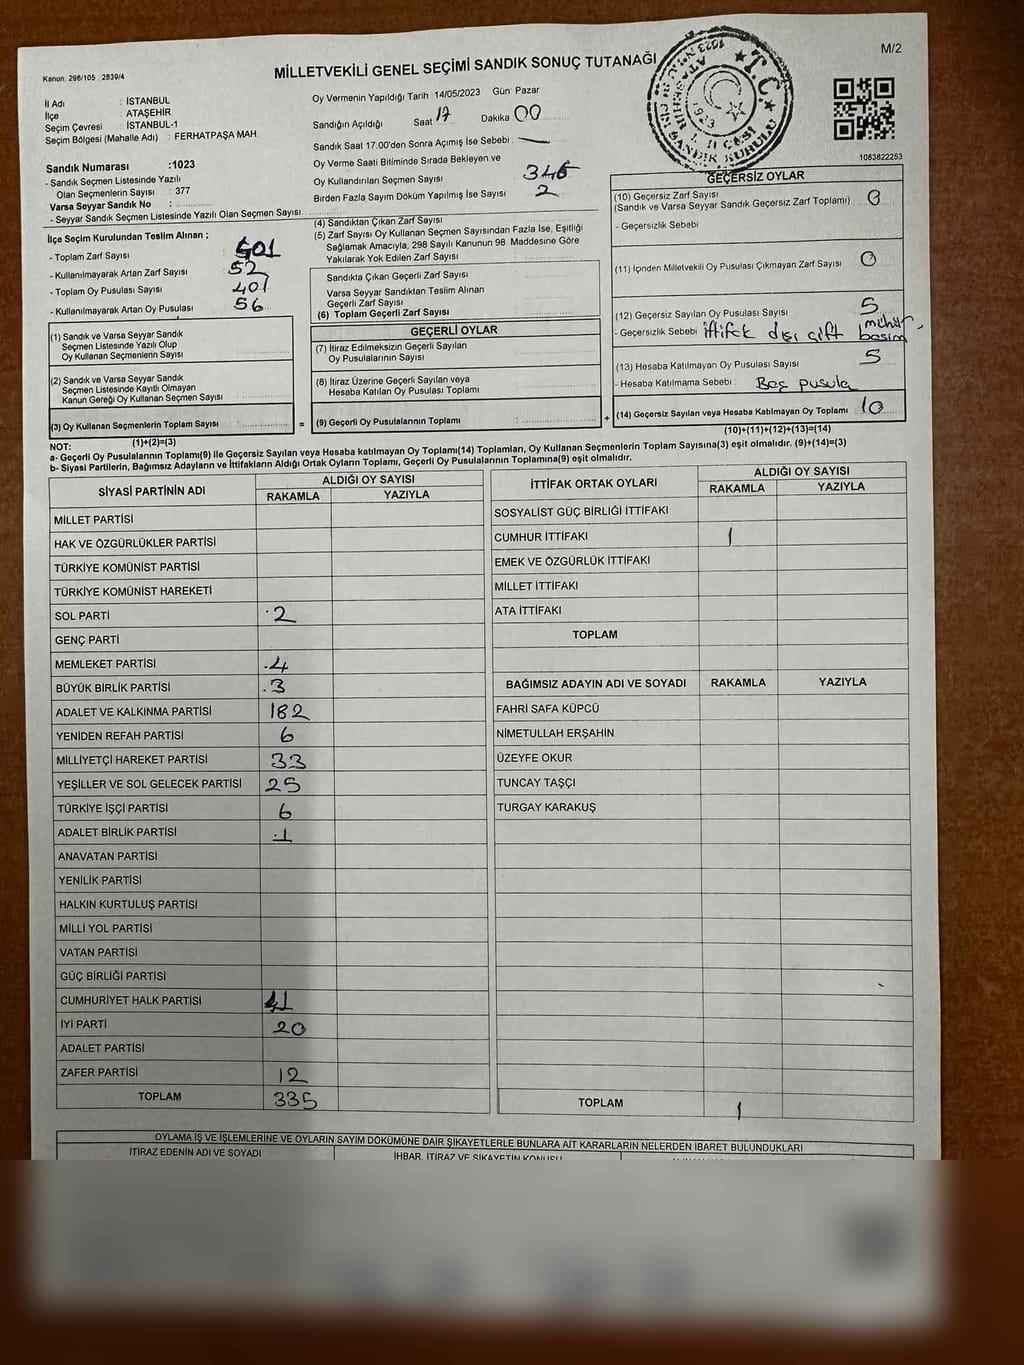 Kanun, 298/105 , 2839/4
MİLLETVEKİLİ GENEL SEÇİMİ SANDIK SONUÇ TUTANAĞI
M/2
İl Adı : İSTANBUL
İlçe ATAŞEHİR
Seçim Çevresi : İSTANBUL-1
Seçim Bölgesi (Mahalle Adı) : FERHATPAŞA MAH.
Sandık Numarası :1023
- Sandık Seçmen Listesinde Yazılı
Olan Seçmenlerin Sayısı : 377
Varsa Seyyar Sandık No :
- Seyyar Sandık Seçmen Listesinde Yazılı Olan Seçmen Sayısı
Oy Vermenin Yapıldığı Tarih : 14/05/2023 Gün: Pazar
Sandığın Açıldığı Saat 17 Dakika 00
Sandık Saat 17.00'den Sonra Açımış İse Sebebi :
Oy Verme Saati Bitiminde Sırada Bekleyen ve
Oy Kullandırılan Seçmen Sayısı 346
Birden Fazla Sayım Döküm Yapılmış İse Sayısı 2
T.C.
1083822253
İlçe Seçim Kurulundan Teslim Alınan ;
- Toplam Zarf Sayısı 401
- Kullanılmayarak Artan Zarf Sayısı 52
- Toplam Oy Pusulası Sayısı 401
- Kullanılmayarak Artan Oy Pusulası 56
(4) Sandıktan Çıkan Zarf Sayısı
(5) Zarf Sayısı Oy Kullanan Seçmen Sayısından Fazla İse, Eşitliği
Sağlamak Amacıyla, 298 Sayılı Kanunun 98 Maddesine Göre
Yakılarak Yok Edilen Zarf Sayısı
Sandıkta Çıkan Geçerli Zarf Sayısı
Varsa Seyyar Sandıktan Teslim Alınan
Geçerli Zarf Sayısı
(6) Toplam Geçerli Zarf Sayısı
GEÇERSİZ OYLAR
(10) Geçersiz Zarf Sayısı
(Sandık ve Varsa Seyyar Sandık Geçersiz Zarf Toplamı) 0
- Geçersizlik Sebebi
(11) İçinden Milletvekili Oy Pusulası Çıkmayan Zarf Sayısı 0
(12) Geçersiz Sayılan Oy Pusulası Sayısı 5
- Geçersizlik Sebebi İttifak dışı çift mühür basımı
(13) Hesaba Katılmayan Oy Pusulası Sayısı 5
- Hesaba Katılmama Sebebi : Boş pusula
(14) Geçersiz Sayılan veya Hesaba Katılmayan Oy Toplamı 10
(10)+(11)+(12)+(13)=(14)
(1) Sandık ve Varsa Seyyar Sandık
Seçmen Listesinde Yazılı Olup
Oy Kullanan Seçmenlerin Sayısı
(2) Sandık ve Varsa Seyyar Sandık
Seçmen Listesinde Kayıtlı Olmayan
Kanun Gereği Oy Kullanan Seçmen Sayısı
(3) Oy Kullanan Seçmenlerin Toplam Sayısı
(1)+(2)=(3)
GEÇERLİ OYLAR
(7) İtiraz Edilmeksizin Geçerli Sayılan
Oy Pusulalarının Sayısı
(8) İtiraz Üzerine Geçerli Sayılan veya
Hesaba Katılan Oy Pusulası Toplamı
= (9) Geçerli Oy Pusulalarının Toplamı +
NOT:
a- Geçerli Oy Pusulalarının Toplamı(9) ile Geçersiz Sayılan veya Hesaba katılmayan Oy Toplamı(14) Toplamları, Oy Kullanan Seçmenlerin Toplam Sayısına(3) eşit olmalıdır. (9)+(14)=(3)
b- Siyasi Partilerin, Bağımsız Adayların ve İttifakların Aldığı Ortak Oyların Toplamı, Geçerli Oy Pusulalarının Toplamına(9) eşit olmalıdır.
SİYASİ PARTİNİN ADI ALDIĞI OY SAYISI
RAKAMLA YAZIYLA
MİLLET PARTİSİ
HAK VE ÖZGÜRLÜKLER PARTİSİ
TÜRKİYE KOMÜNİST PARTİSİ
TÜRKİYE KOMÜNİST HAREKETİ
SOL PARTİ 2
GENÇ PARTİ
MEMLEKET PARTİSİ 4
BÜYÜK BİRLİK PARTİSİ 3
ADALET VE KALKINMA PARTİSİ 182
YENİDEN REFAH PARTİSİ 6
MİLLİYETÇİ HAREKET PARTİSİ 33
YEŞİLLER VE SOL GELECEK PARTİSİ 25
TÜRKİYE İŞÇİ PARTİSİ 6
ADALET BİRLİK PARTİSİ 1
ANAVATAN PARTİSİ
YENİLİK PARTİSİ
HALKIN KURTULUŞ PARTİSİ
MİLLİ YOL PARTİSİ
VATAN PARTİSİ
GÜÇ BİRLİĞİ PARTİSİ
CUMHURİYET HALK PARTİSİ 41
İYİ PARTİ 20
ADALET PARTİSİ
ZAFER PARTİSİ 12
TOPLAM 335
İTTİFAK ORTAK OYLARI ALDIĞI OY SAYISI
RAKAMLA YAZIYLA
SOSYALİST GÜÇ BİRLİĞİ İTTİFAKI
CUMHUR İTTİFAKI 1
EMEK VE ÖZGÜRLÜK İTTİFAKI
MİLLET İTTİFAKI
ATA İTTİFAKI
TOPLAM
BAĞIMSIZ ADAYIN ADI VE SOYADI RAKAMLA YAZIYLA
FAHRİ SAFA KÜPCÜ
NİMETULLAH ERŞAHİN
ÜZEYFE OKUR
TUNCAY TAŞÇI
TURGAY KARAKUŞ
TOPLAM 1
OYLAMA İŞ VE İŞLEMLERİNE VE OYLARIN SAYIM DÖKÜMÜNE DAİR ŞİKAYETLERLE BUNLARA AİT KARARLARIN NELERDEN İBARET BULUNDUKLARI
İTİRAZ EDENİN ADI VE SOYADI İHBAR, İTİRAZ VE ŞİKAYETİN KONUSU